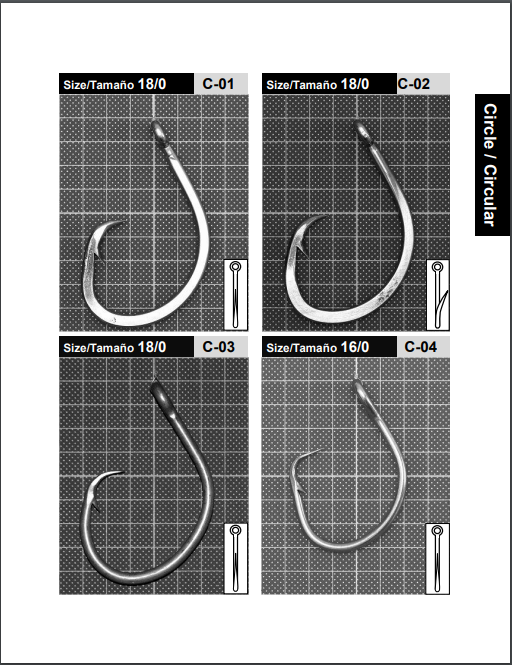 Size/Tamaño 18/0 C-01
Size/Tamaño 18/0 C-02
Circle / Circular
Size/Tamaño 18/0 C-03
Size/Tamaño 16/0 C-04